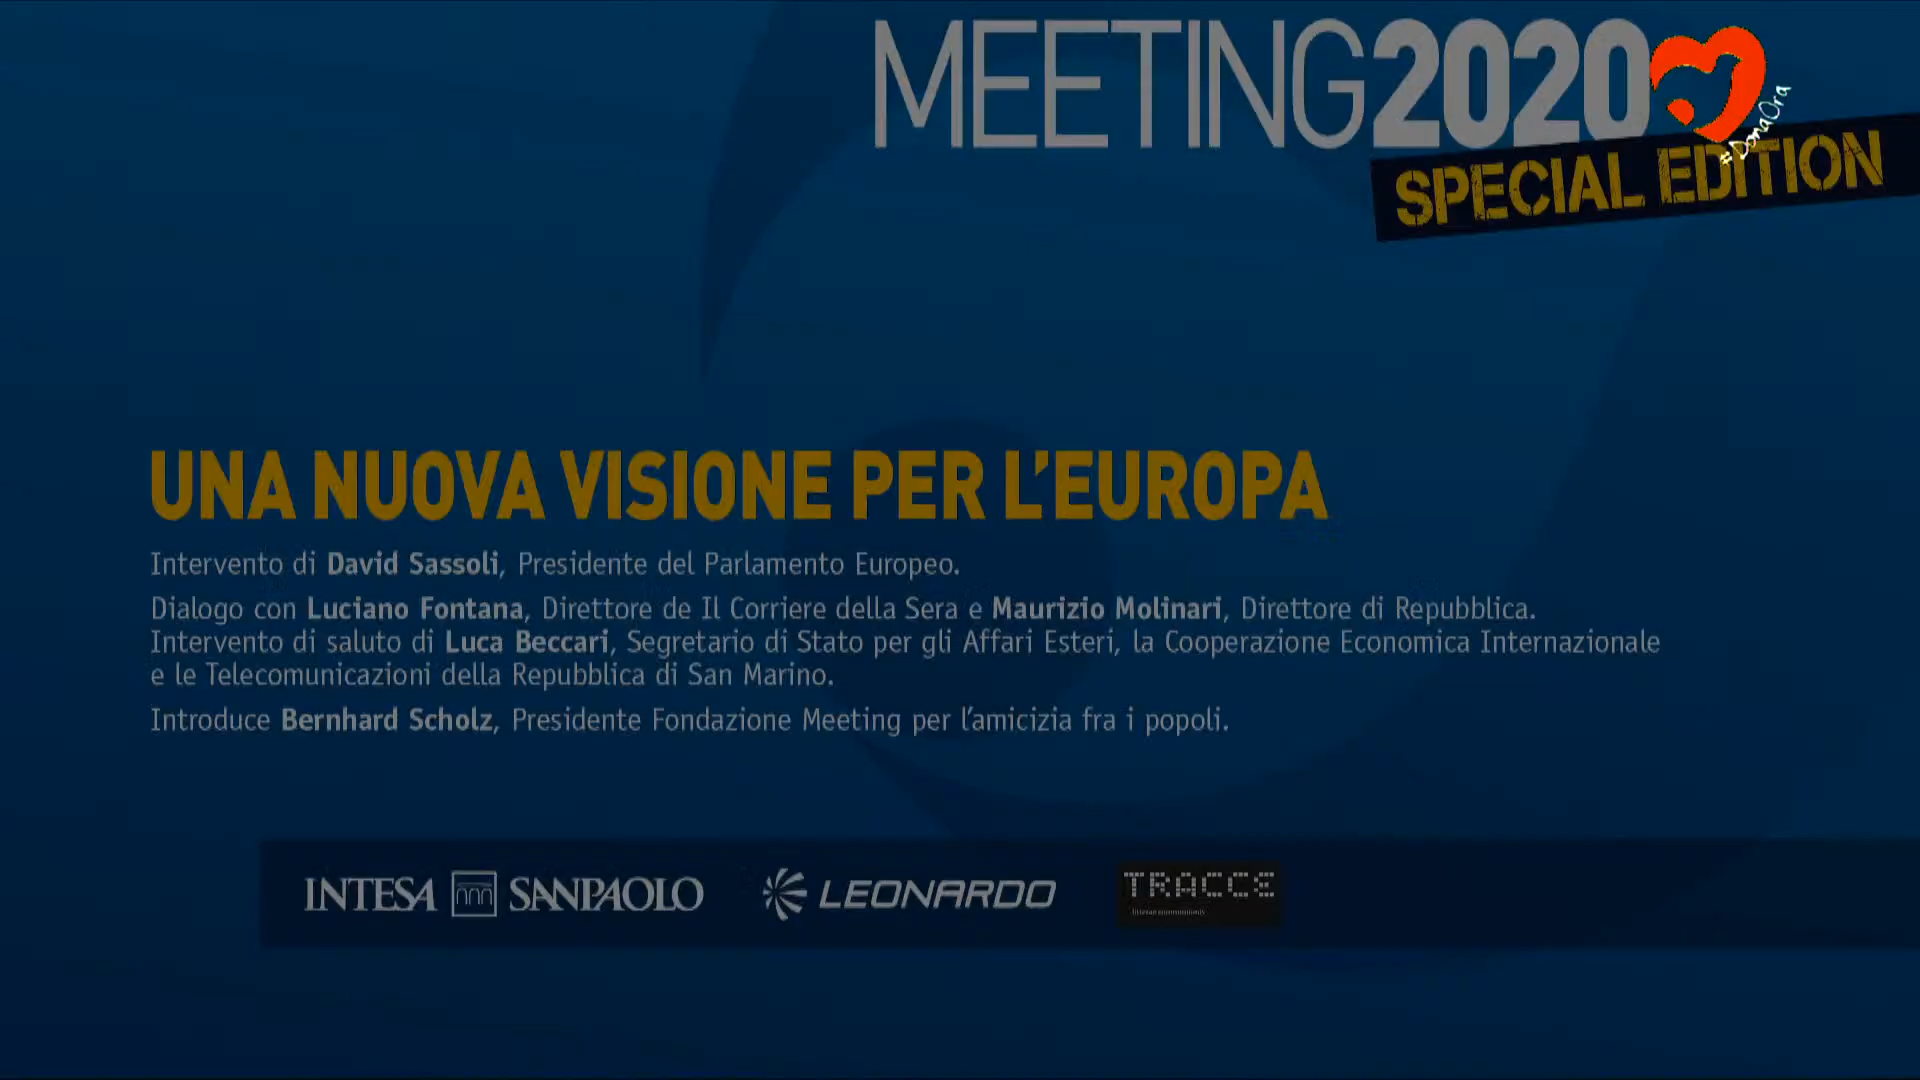 MEETING2020
#DonaOra
SPECIAL EDITION
UNA NUOVA VISIONE PER L'EUROPA
Intervento di David Sassoli, Presidente del Parlamento Europeo.
Dialogo con Luciano Fontana, Direttore de Il Corriere della Sera e Maurizio Molinari, Direttore di Repubblica.
Intervento di saluto di Luca Beccari, Segretario di Stato per gli Affari Esteri, la Cooperazione Economica Internazionale
e le Telecomunicazioni della Repubblica di San Marino.
Introduce Bernhard Scholz, Presidente Fondazione Meeting per l'amicizia fra i popoli.
INTESA SANPAOLO LEONARDO TRACCE